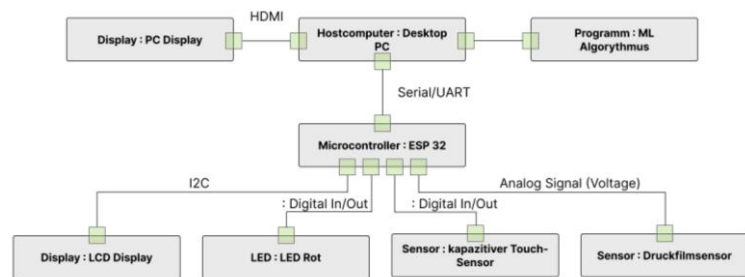 HDMI
Display : PC Display
Hostcomputer : Desktop
PC
Programm : ML
Algorythmus
Serial/UART
Microcontroller : ESP 32
I2C
: Digital In/Out
: Digital In/Out
Analog Signal (Voltage)
Display : LCD Display
LED : LED Rot
Sensor : kapazitiver Touch-
Sensor
Sensor : Druckfilmsensor